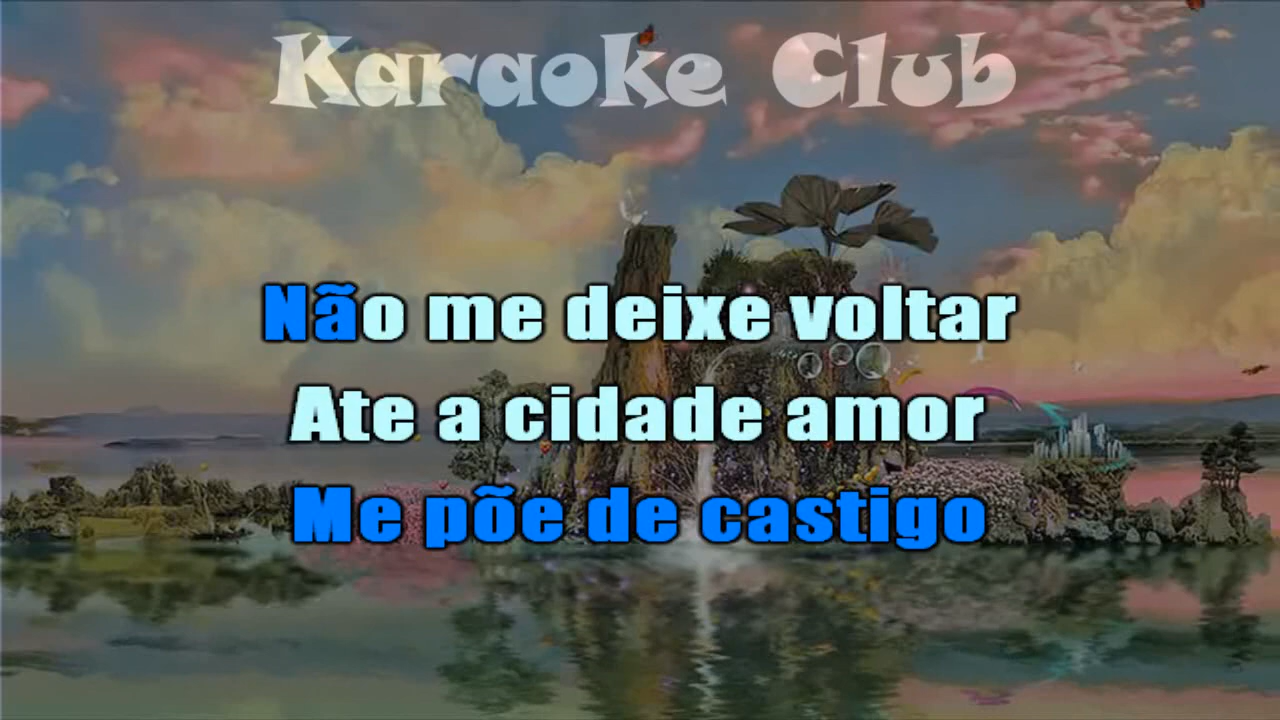 Karaoke Club
Não me deixe voltar
Ate a cidade amor
Me põe de castigo